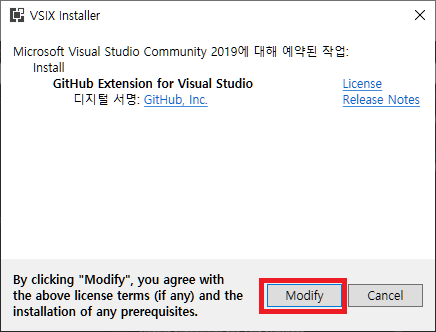 VSIX Installer
Microsoft Visual Studio Community 2019에 대해 예약된 작업:
Install
GitHub Extension for Visual Studio License
디지털 서명: GitHub, Inc. Release Notes
By clicking "Modify", you agree with
the above license terms (if any) and the
installation of any prerequisites.
Modify Cancel